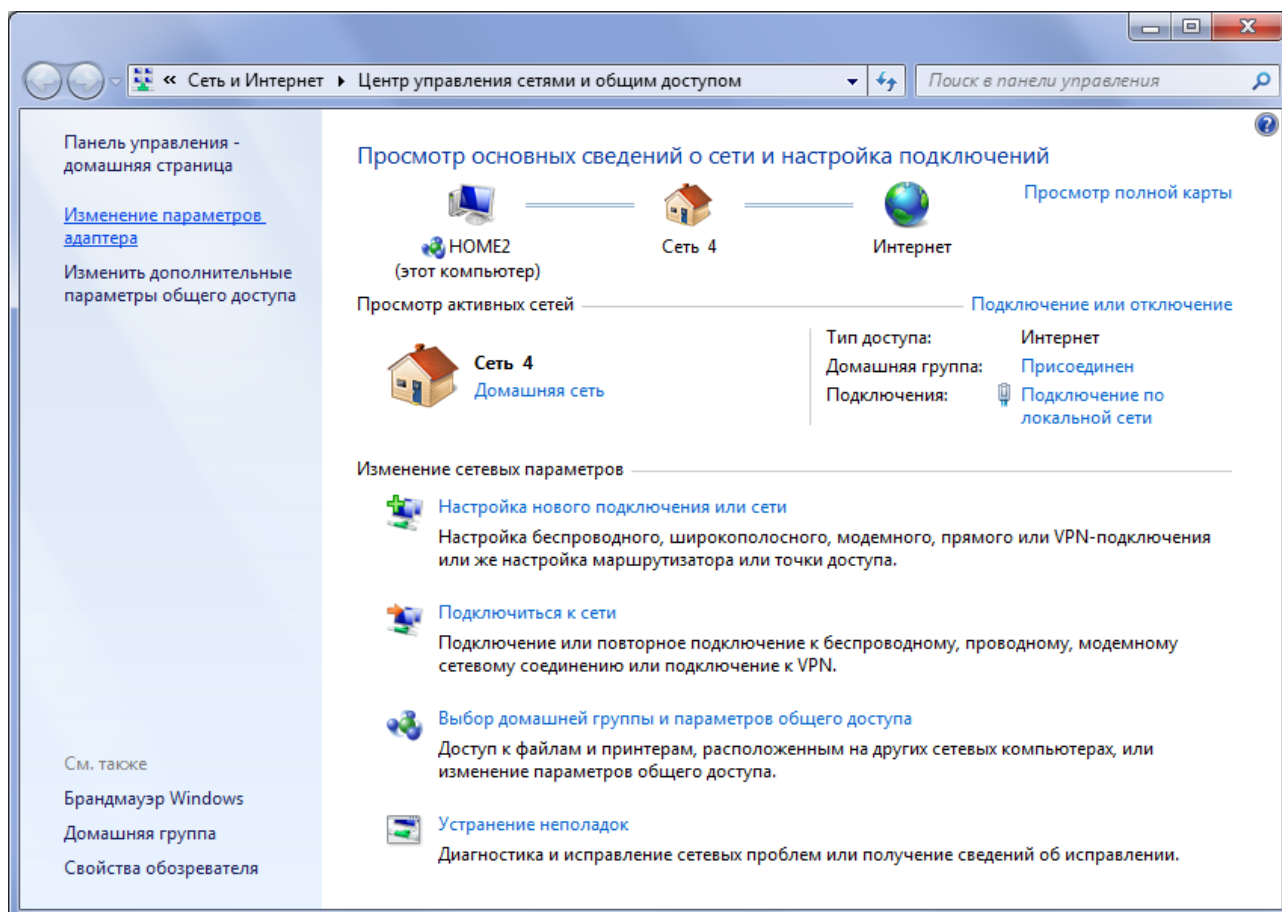 « Сеть и Интернет ▸ Центр управления сетями и общим доступом
Поиск в панели управления
Панель управления -
домашняя страница
Изменение параметров
адаптера
Изменить дополнительные
параметры общего доступа
Просмотр основных сведений о сети и настройка подключений
Просмотр полной карты
HOME2
(этот компьютер)
Сеть 4
Интернет
Просмотр активных сетей
Подключение или отключение
Сеть 4
Домашняя сеть
Тип доступа: Интернет
Домашняя группа: Присоединен
Подключения: Подключение по
локальной сети
Изменение сетевых параметров
Настройка нового подключения или сети
Настройка беспроводного, широкополосного, модемного, прямого или VPN-подключения
или же настройка маршрутизатора или точки доступа.
Подключиться к сети
Подключение или повторное подключение к беспроводному, проводному, модемному
сетевому соединению или подключение к VPN.
Выбор домашней группы и параметров общего доступа
Доступ к файлам и принтерам, расположенным на других сетевых компьютерах, или
изменение параметров общего доступа.
Устранение неполадок
Диагностика и исправление сетевых проблем или получение сведений об исправлении.
См. также
Брандмауэр Windows
Домашняя группа
Свойства обозревателя